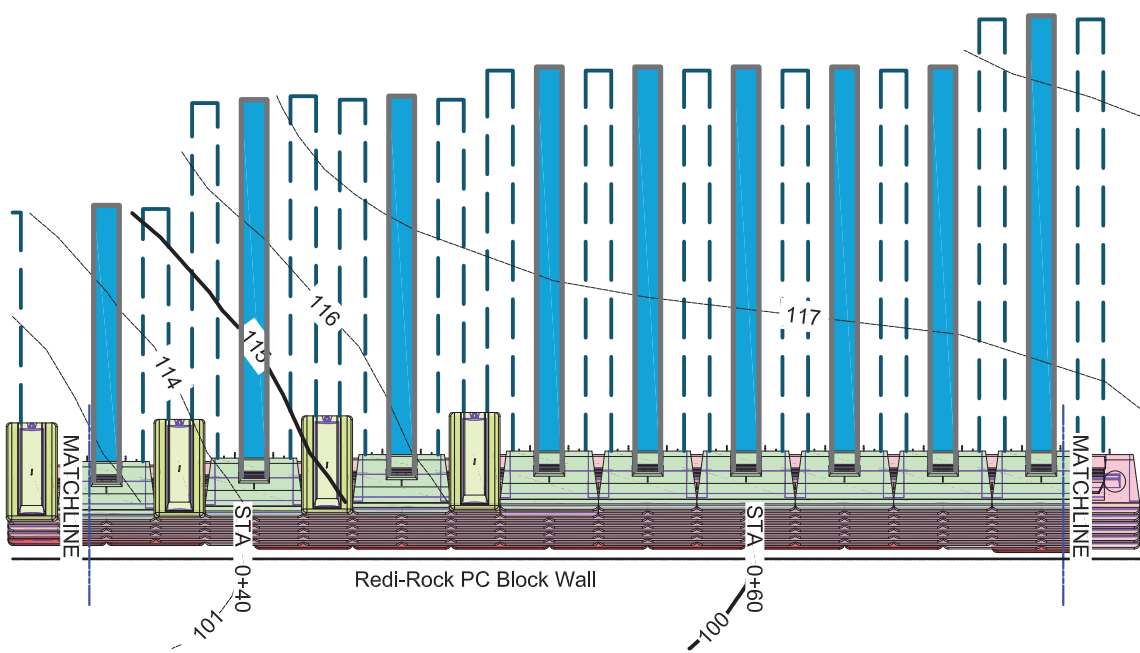 117
116
115
114
MATCHLINE
MATCHLINE
STA 0+40
STA 0+60
Redi-Rock PC Block Wall
101
100